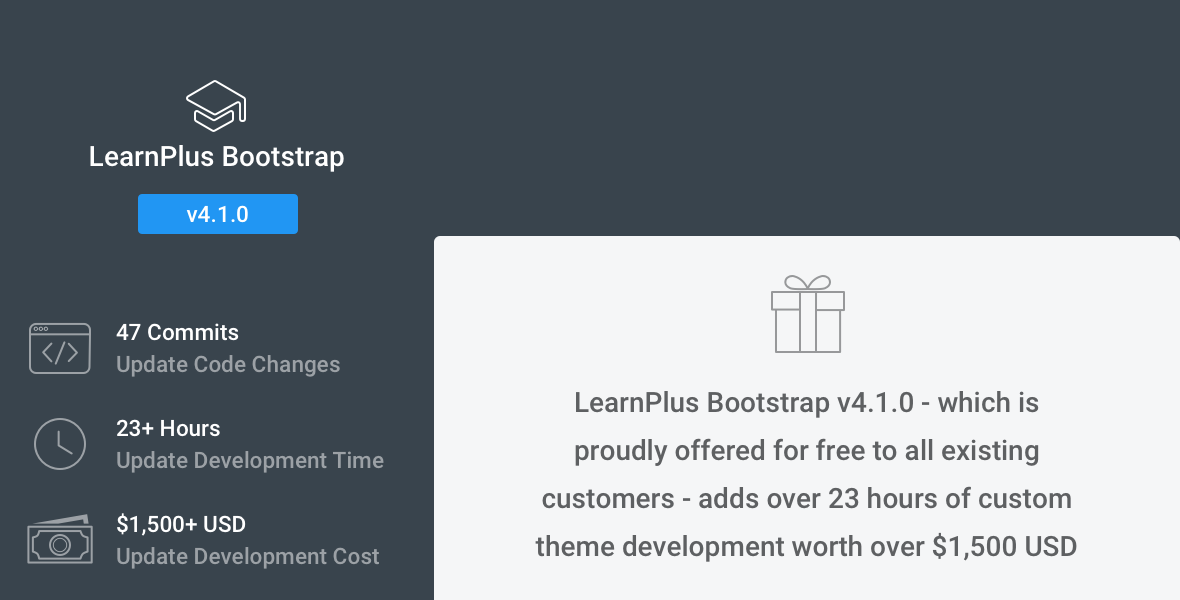 LearnPlus Bootstrap
v4.1.0
47 Commits
Update Code Changes
23+ Hours
Update Development Time
$1,500+ USD
Update Development Cost
LearnPlus Bootstrap v4.1.0 - which is
proudly offered for free to all existing
customers - adds over 23 hours of custom
theme development worth over $1,500 USD